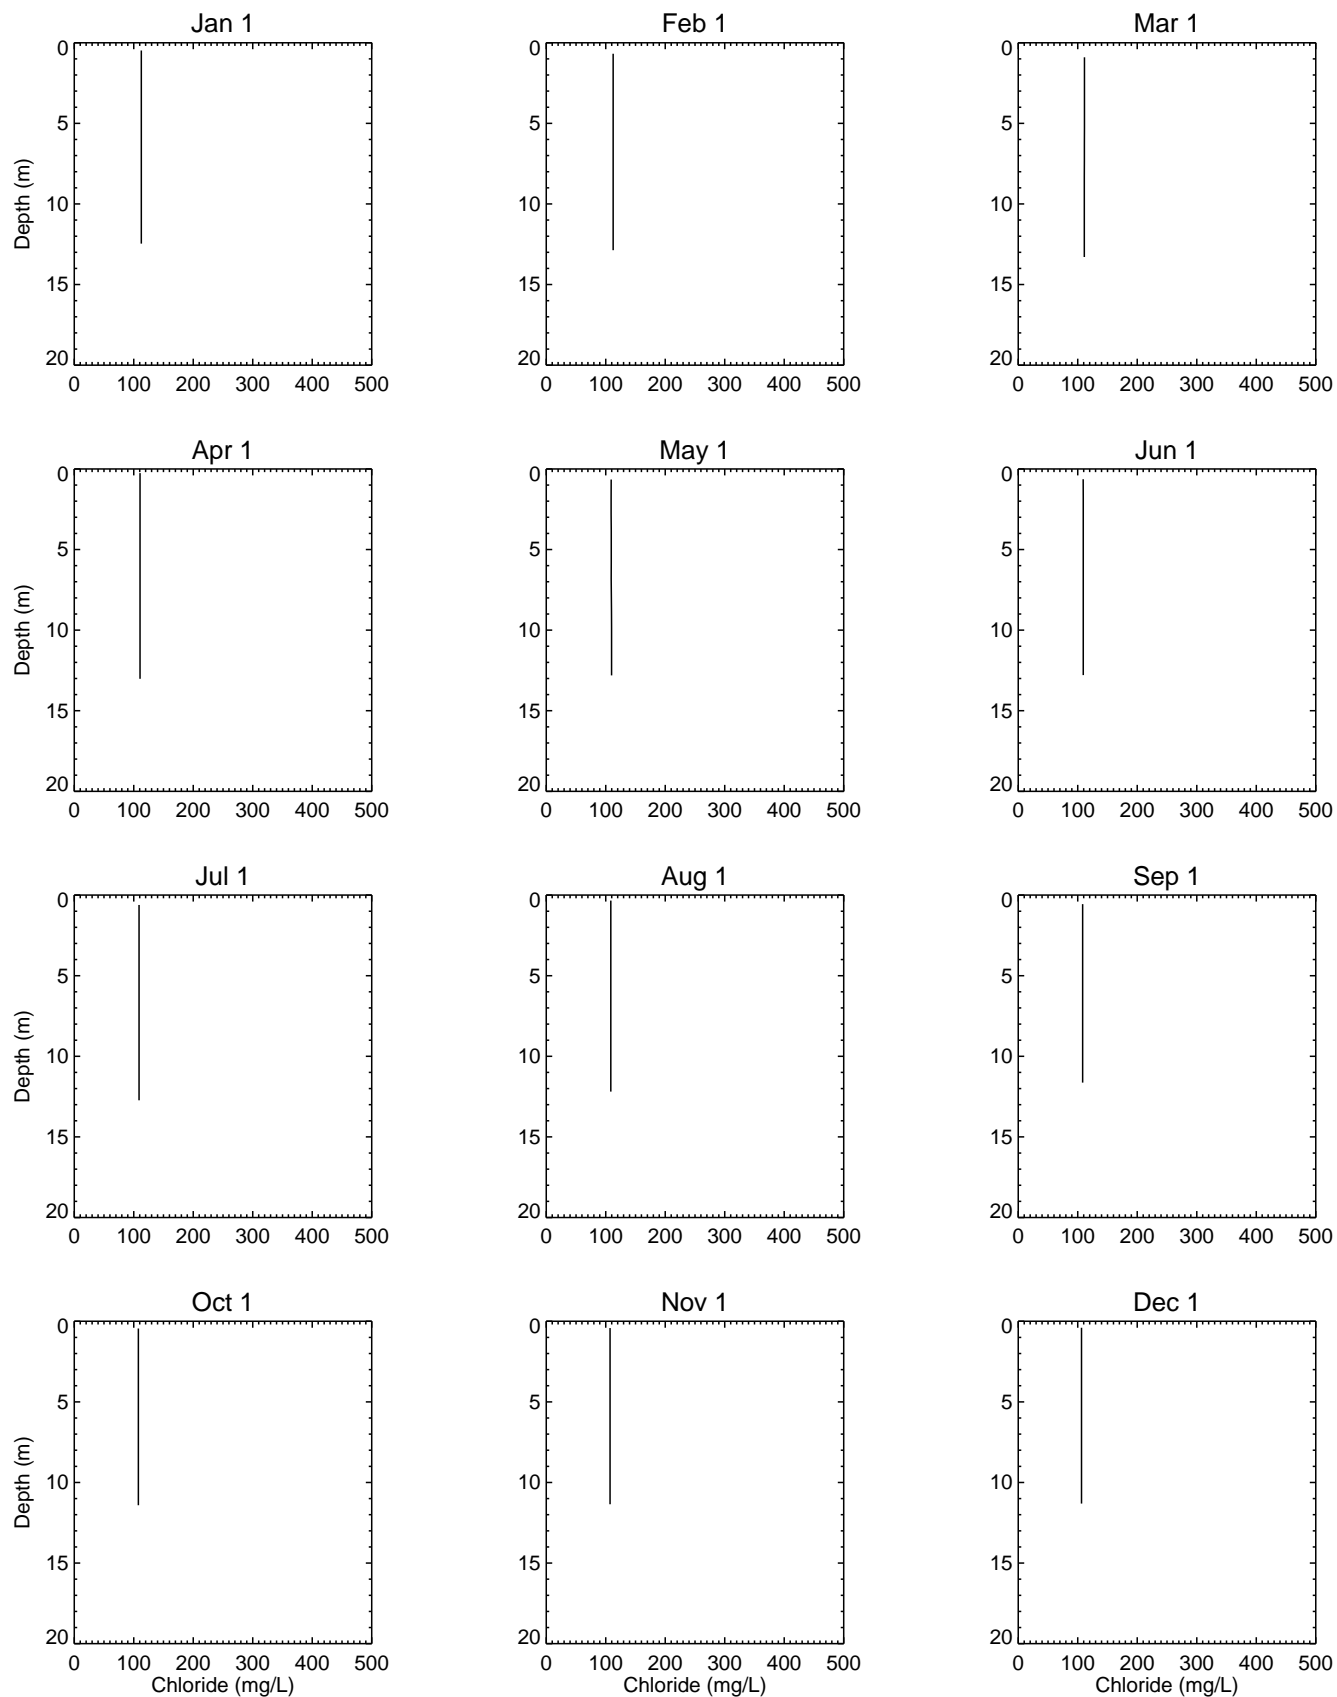 Jan 1 Feb 1 Mar 1
0 0 0
5 5 5
Depth (m)
10 10 10
15 15 15
20 20 20
0 100 200 300 400 500 0 100 200 300 400 500 0 100 200 300 400 500
Apr 1 May 1 Jun 1
0 0 0
5 5 5
Depth (m)
10 10 10
15 15 15
20 20 20
0 100 200 300 400 500 0 100 200 300 400 500 0 100 200 300 400 500
Jul 1 Aug 1 Sep 1
0 0 0
5 5 5
Depth (m)
10 10 10
15 15 15
20 20 20
0 100 200 300 400 500 0 100 200 300 400 500 0 100 200 300 400 500
Oct 1 Nov 1 Dec 1
0 0 0
5 5 5
Depth (m)
10 10 10
15 15 15
20 20 20
0 100 200 300 400 500 0 100 200 300 400 500 0 100 200 300 400 500
Chloride (mg/L) Chloride (mg/L) Chloride (mg/L)